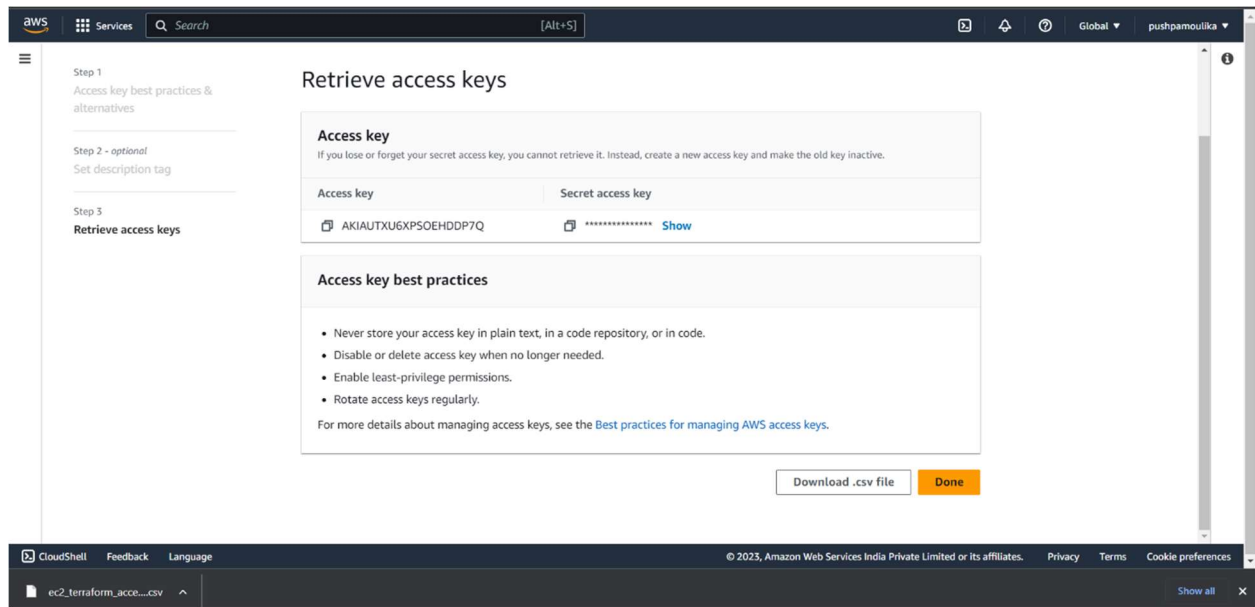 aws
Services
Search
[Alt+S]
Global
pushpamoulika
Step 1
Access key best practices &
alternatives
Step 2 - optional
Set description tag
Step 3
Retrieve access keys
Retrieve access keys
Access key
If you lose or forget your secret access key, you cannot retrieve it. Instead, create a new access key and make the old key inactive.
Access key Secret access key
AKIAUTXU6XPSOEHDDP7Q *************** Show
Access key best practices
• Never store your access key in plain text, in a code repository, or in code.
• Disable or delete access key when no longer needed.
• Enable least-privilege permissions.
• Rotate access keys regularly.
For more details about managing access keys, see the Best practices for managing AWS access keys.
Download .csv file Done
CloudShell Feedback Language © 2023, Amazon Web Services India Private Limited or its affiliates. Privacy Terms Cookie preferences
ec2_terraform_acce....csv Show all